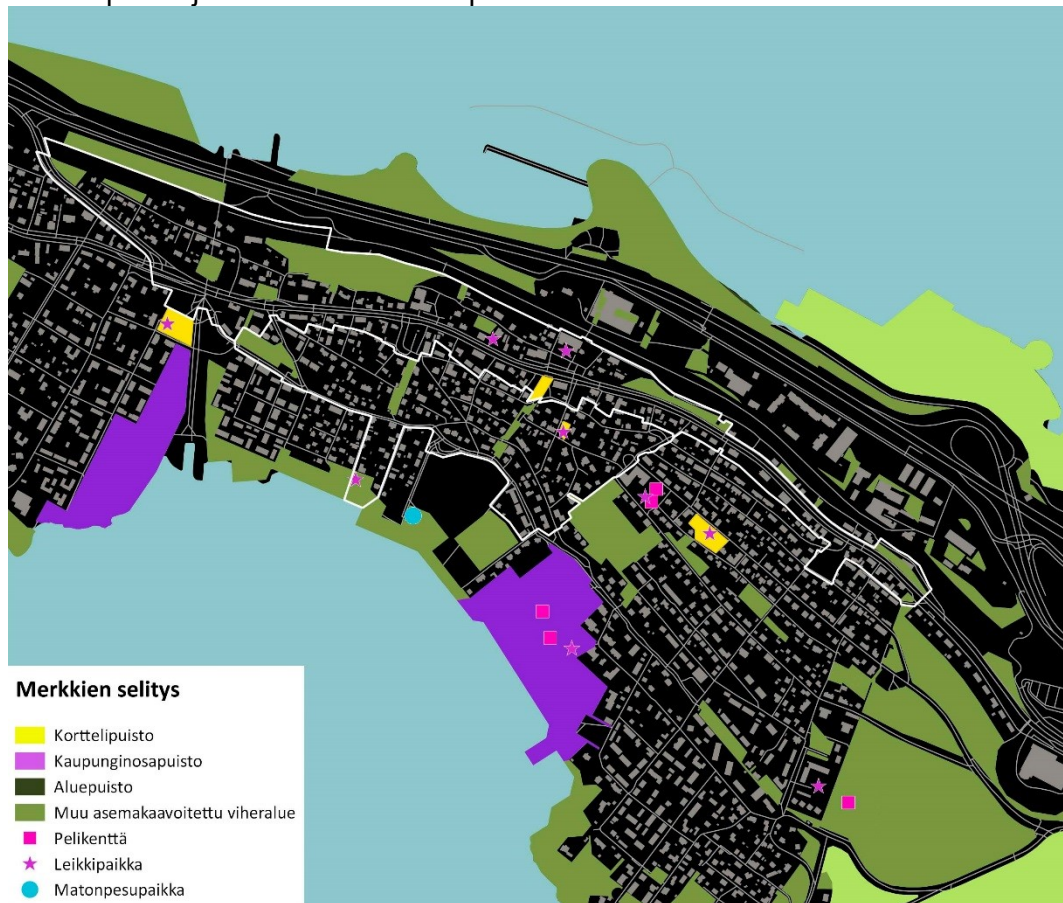 Merkkien selitys
Korttelipuisto
Kaupunginosapuisto
Aluepuisto
Muu asemakaavoitettu viheralue
Pelikenttä
Leikkipaikka
Matonpesupaikka